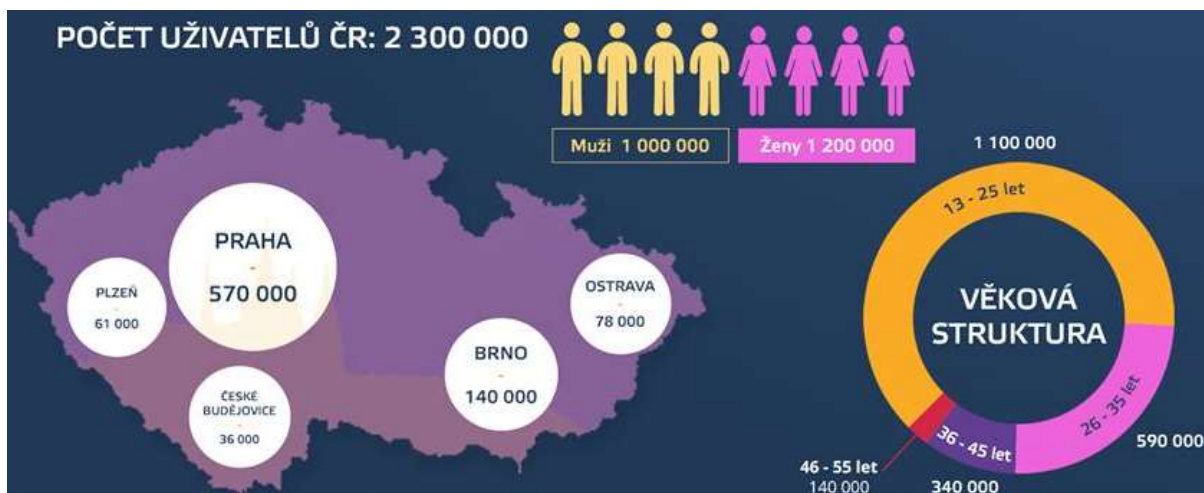 POČET UŽIVATELŮ ČR: 2 300 000
Muži 1 000 000
Ženy 1 200 000
PRAHA
-
570 000
PLZEŇ
-
61 000
ČESKÉ
BUDĚJOVICE
-
36 000
BRNO
-
140 000
OSTRAVA
-
78 000
1 100 000
13 - 25 let
VĚKOVÁ
STRUKTURA
26 - 35 let
590 000
36 - 45 let
340 000
46 - 55 let
140 000